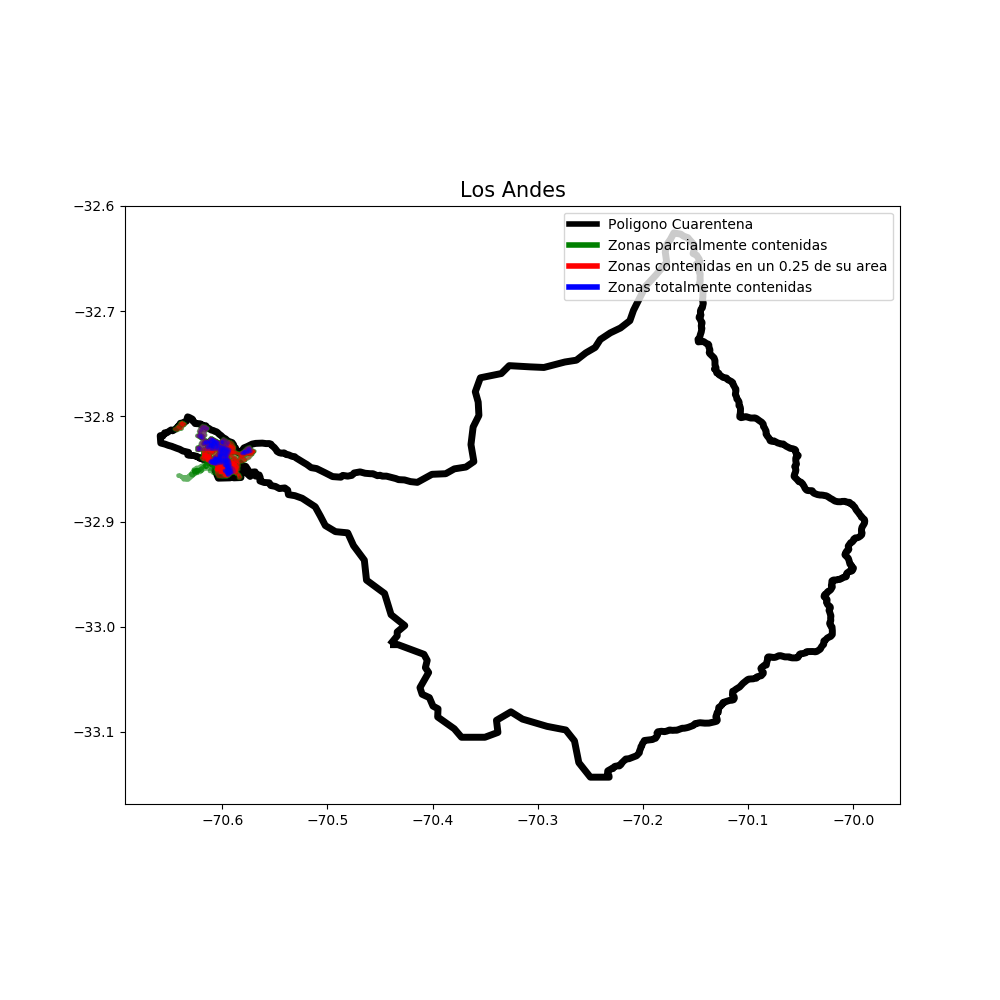 Los Andes
Poligono Cuarentena
Zonas parcialmente contenidas
Zonas contenidas en un 0.25 de su area
Zonas totalmente contenidas
−32.6
−32.7
−32.8
−32.9
−33.0
−33.1
−70.6
−70.5
−70.4
−70.3
−70.2
−70.1
−70.0